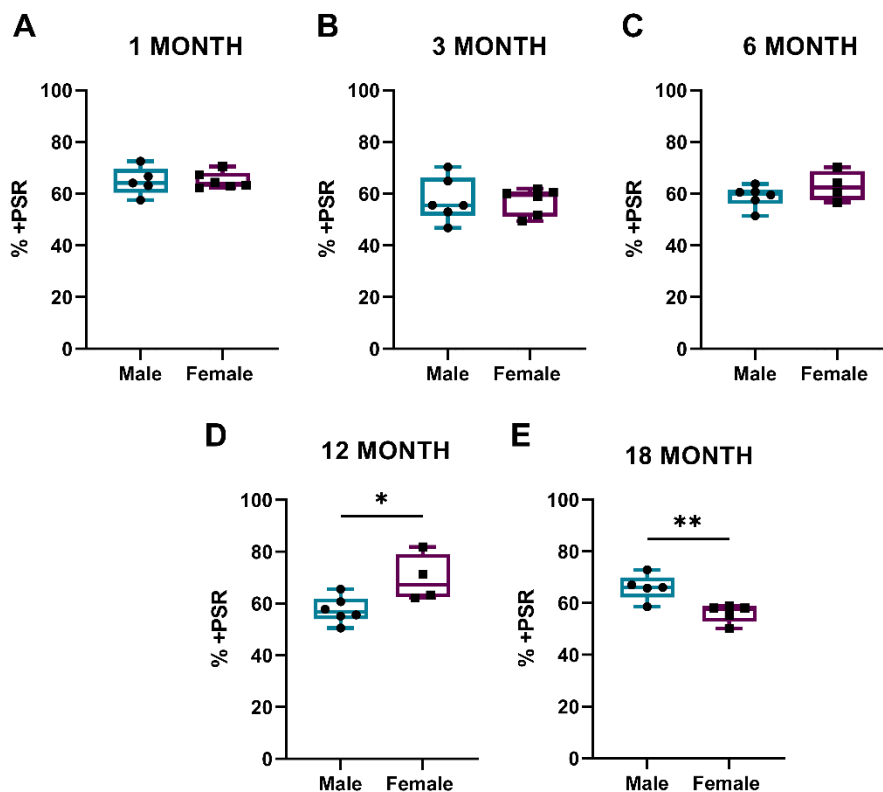 A
1 MONTH
% +PSR
100
80
60
40
20
0
Male Female
B
3 MONTH
% +PSR
100
80
60
40
20
0
Male Female
C
6 MONTH
% +PSR
100
80
60
40
20
0
Male Female
D
12 MONTH
% +PSR
100
80
60
40
20
0
*
Male Female
E
18 MONTH
% +PSR
100
80
60
40
20
0
**
Male Female